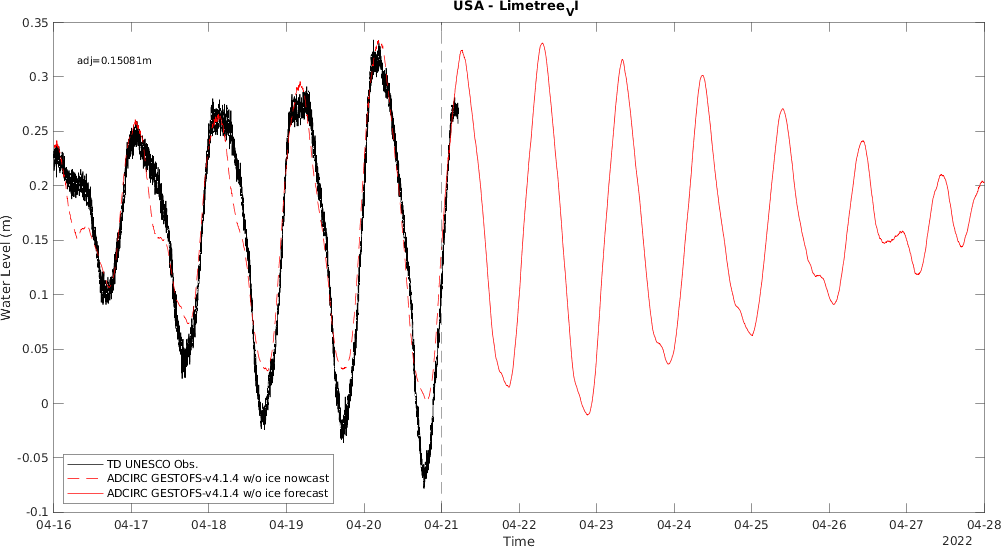 USA - Limetree_VI
adj=0.15081m
0.35
0.3
0.25
0.2
0.15
0.1
0.05
0
-0.05
-0.1
Water Level (m)
TD UNESCO Obs.
ADCIRC GESTOFS-v4.1.4 w/o ice nowcast
ADCIRC GESTOFS-v4.1.4 w/o ice forecast
04-16 04-17 04-18 04-19 04-20 04-21 04-22 04-23 04-24 04-25 04-26 04-27 04-28
Time
2022